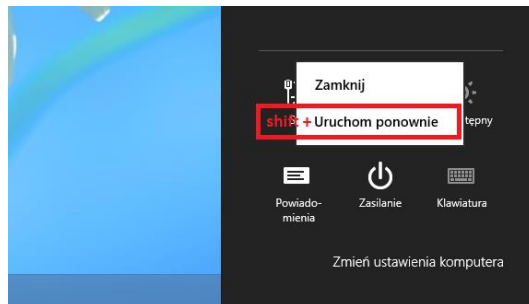 Zamknij
shift + Uruchom ponownie
tępny
Powiado-
mienia
Zasilanie
Klawiatura
Zmień ustawienia komputera